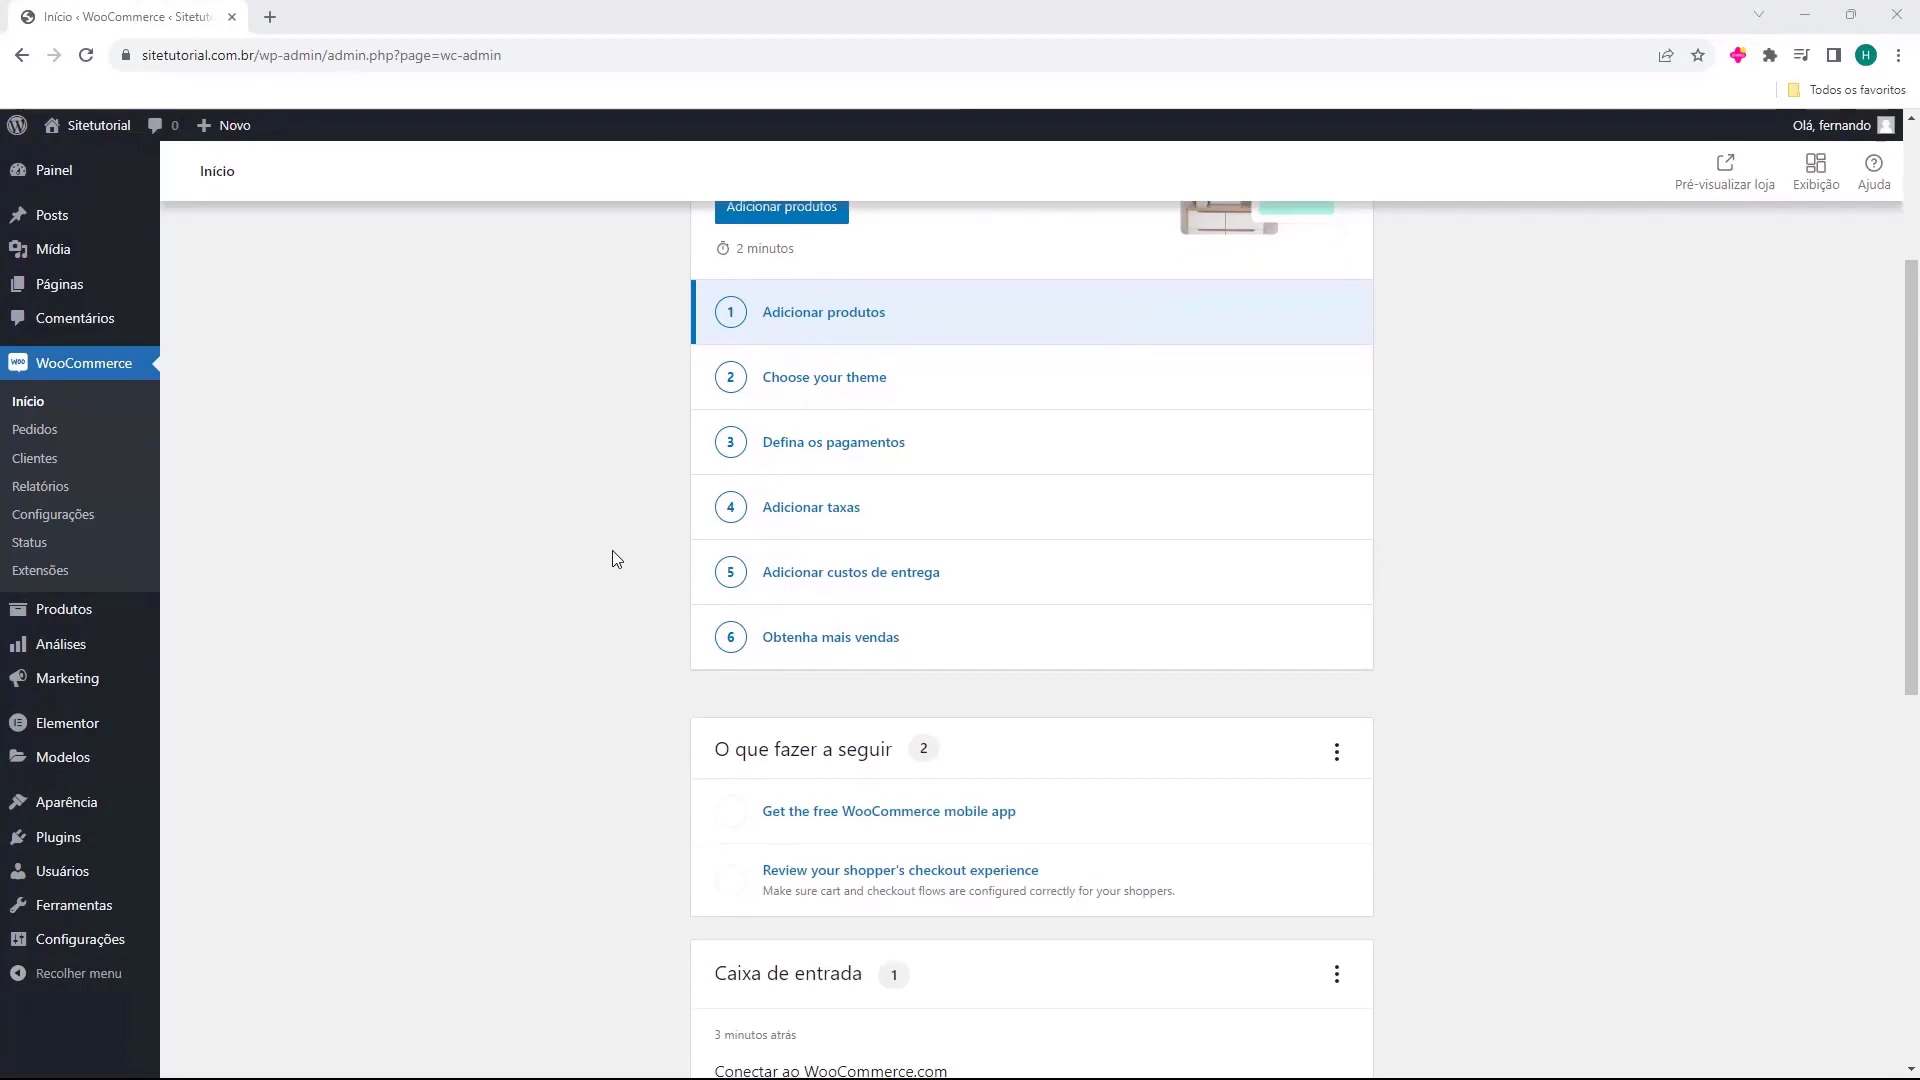 Início ‹ WooCommerce ‹ Sitetut
sitetutorial.com.br/wp-admin/admin.php?page=wc-admin
H
Todos os favoritos
Sitetutorial
0
Novo
Olá, fernando
Painel
Posts
Mídia
Páginas
Comentários
Woo
WooCommerce
Início
Pedidos
Clientes
Relatórios
Configurações
Status
Extensões
Produtos
Análises
Marketing
Elementor
Modelos
Aparência
Plugins
Usuários
Ferramentas
Configurações
Recolher menu
Início
Pré-visualizar loja
Exibição
Ajuda
Adicionar produtos
2 minutos
1 Adicionar produtos
2 Choose your theme
3 Defina os pagamentos
4 Adicionar taxas
5 Adicionar custos de entrega
6 Obtenha mais vendas
O que fazer a seguir 2
Get the free WooCommerce mobile app
Review your shopper's checkout experience
Make sure cart and checkout flows are configured correctly for your shoppers.
Caixa de entrada 1
3 minutos atrás
Conectar ao WooCommerce.com